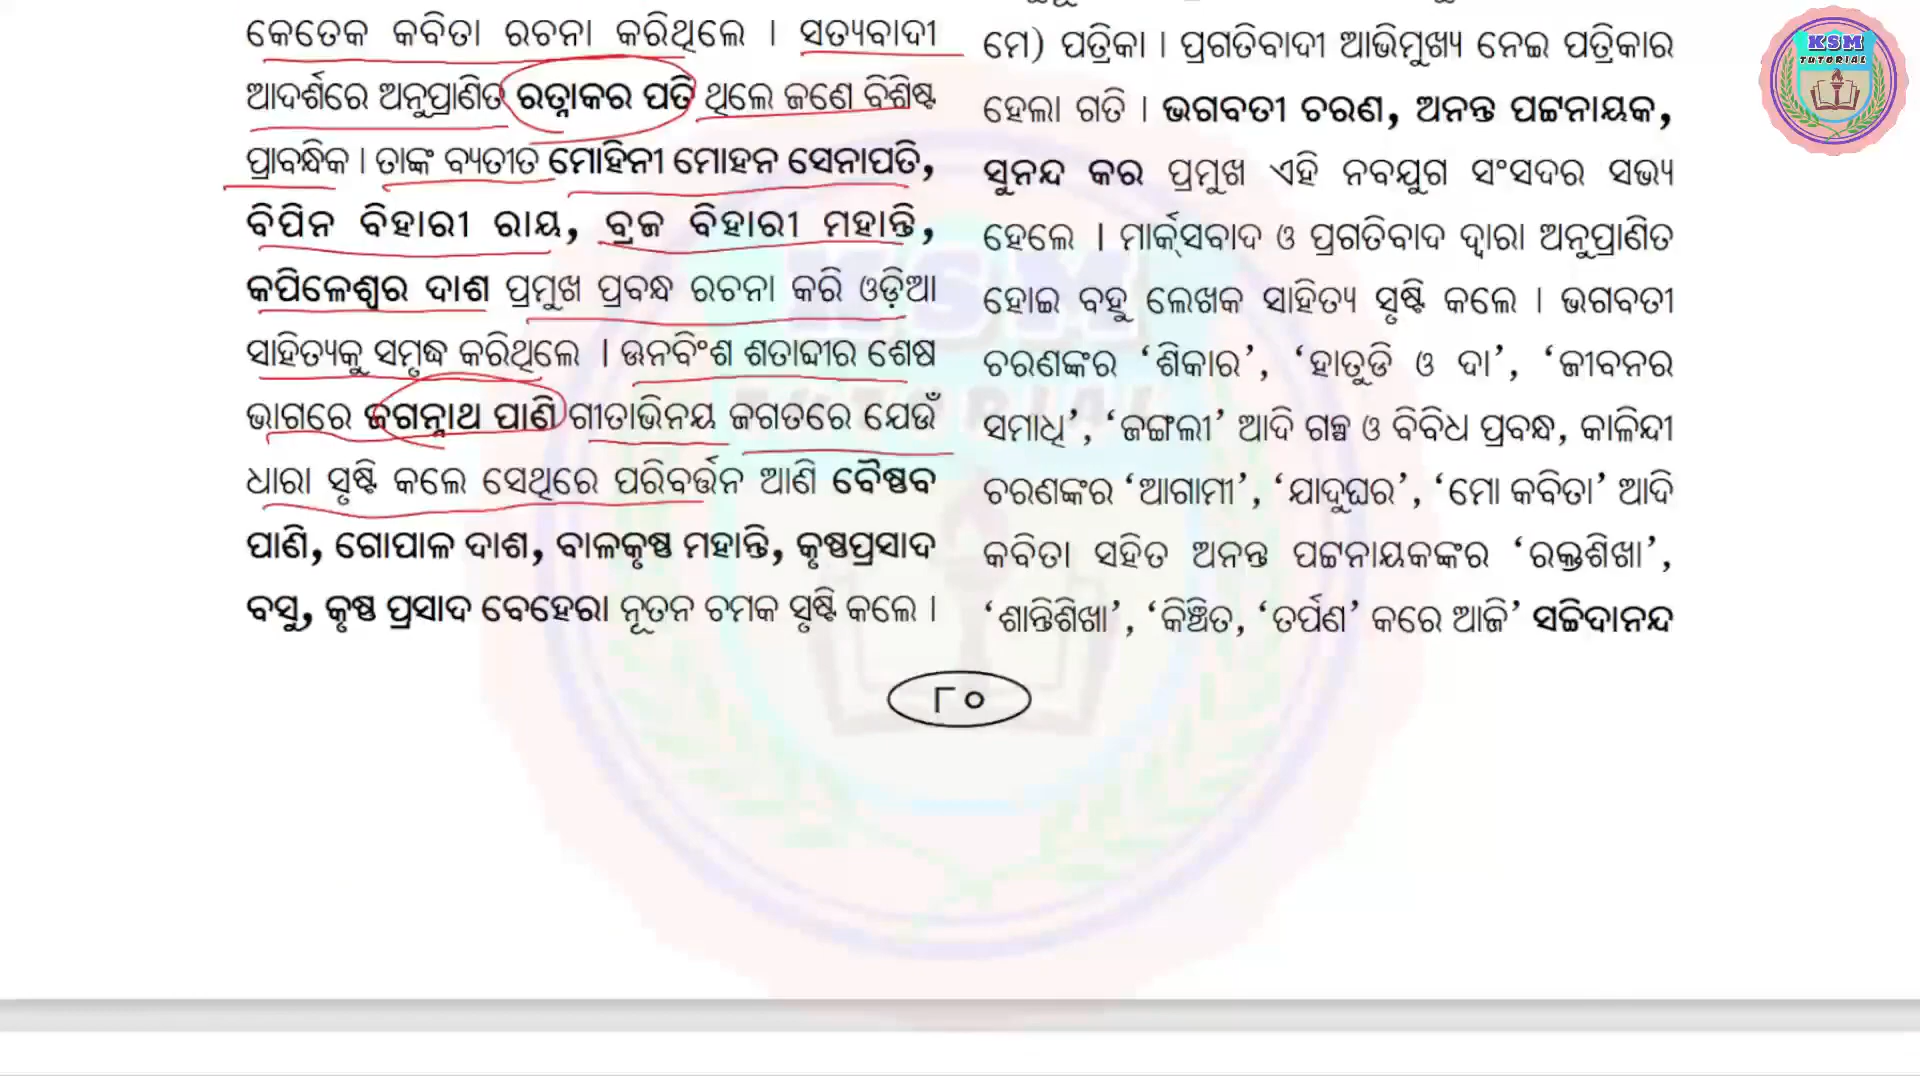 କେତେକ କବିତା ରଚନା କରିଥିଲେ । ସତ୍ୟବାଦୀ
ଆଦର୍ଶରେ ଅନୁପ୍ରାଣିତ ରତ୍ନାକର ପତି ଥିଲେ ଜଣେ ବିଶିଷ୍ଟ
ପ୍ରାବନ୍ଧିକ । ତାଙ୍କ ବ୍ୟତୀତ ମୋହିନୀ ମୋହନ ସେନାପତି,
ବିପିନ ବିହାରୀ ରାୟ, ବ୍ରଜ ବିହାରୀ ମହାନ୍ତି,
କପିଳେଶ୍ୱର ଦାଶ ପ୍ରମୁଖ ପ୍ରବନ୍ଧ ରଚନା କରି ଓଡ଼ିଆ
ସାହିତ୍ୟକୁ ସମୃଦ୍ଧ କରିଥିଲେ । ଊନବିଂଶ ଶତାବ୍ଦୀର ଶେଷ
ଭାଗରେ ଜଗନ୍ନାଥ ପାଣି ଗୀତାଭିନୟ ଜଗତରେ ଯେଉଁ
ଧାରା ସୃଷ୍ଟି କଲେ ସେଥିରେ ପରିବର୍ତ୍ତନ ଆଣି ବୈଷ୍ଣବ
ପାଣି, ଗୋପାଳ ଦାଶ, ବାଳକୃଷ୍ଣ ମହାନ୍ତି, କୃଷ୍ଣପ୍ରସାଦ
ବସୁ, କୃଷ୍ଣ ପ୍ରସାଦ ବେହେରା ନୂତନ ଚମକ ସୃଷ୍ଟି କଲେ ।
ମେ) ପତ୍ରିକା । ପ୍ରଗତିବାଦୀ ଆଭିମୁଖ୍ୟ ନେଇ ପତ୍ରିକାର
ହେଲା ଗତି । ଭଗବତୀ ଚରଣ, ଅନନ୍ତ ପଟ୍ଟନାୟକ,
ସୁନନ୍ଦ କର ପ୍ରମୁଖ ଏହି ନବଯୁଗ ସଂସଦର ସଭ୍ୟ
ହେଲେ । ମାର୍କ୍ସବାଦ ଓ ପ୍ରଗତିବାଦ ଦ୍ୱାରା ଅନୁପ୍ରାଣିତ
ହୋଇ ବହୁ ଲେଖକ ସାହିତ୍ୟ ସୃଷ୍ଟି କଲେ । ଭଗବତୀ
ଚରଣଙ୍କର ‘ଶିକାର’, ‘ହାତୁଡି ଓ ଦା’, ‘ଜୀବନର
ସମାଧି’, ‘ଜଙ୍ଗଲୀ’ ଆଦି ଗଳ୍ପ ଓ ବିବିଧ ପ୍ରବନ୍ଧ, କାଳିନ୍ଦୀ
ଚରଣଙ୍କର ‘ଆଗାମୀ’, ‘ଯାଦୁଘର’, ‘ମୋ କବିତା’ ଆଦି
କବିତା ସହିତ ଅନନ୍ତ ପଟ୍ଟନାୟକଙ୍କର ‘ରକ୍ତଶିଖା’,
‘ଶାନ୍ତିଶିଖା’, ‘କିଞ୍ଚିତ, ‘ତର୍ପଣ’ କରେ ଆଜି’ ସଚ୍ଚିଦାନନ୍ଦ
୮୦
KSM
TUTORIAL